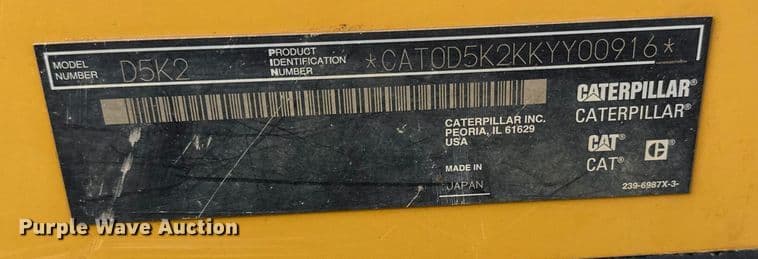 MODEL NUMBER D5K2 PRODUCT IDENTIFICATION NUMBER *CAT0D5K2KKYY00916*
CATERPILLAR®
CATERPILLAR INC.
PEORIA, IL 61629
USA
CATERPILLAR®
CAT®
MADE IN
JAPAN
CAT®
C®
239-6987X-3-
Purple Wave Auction